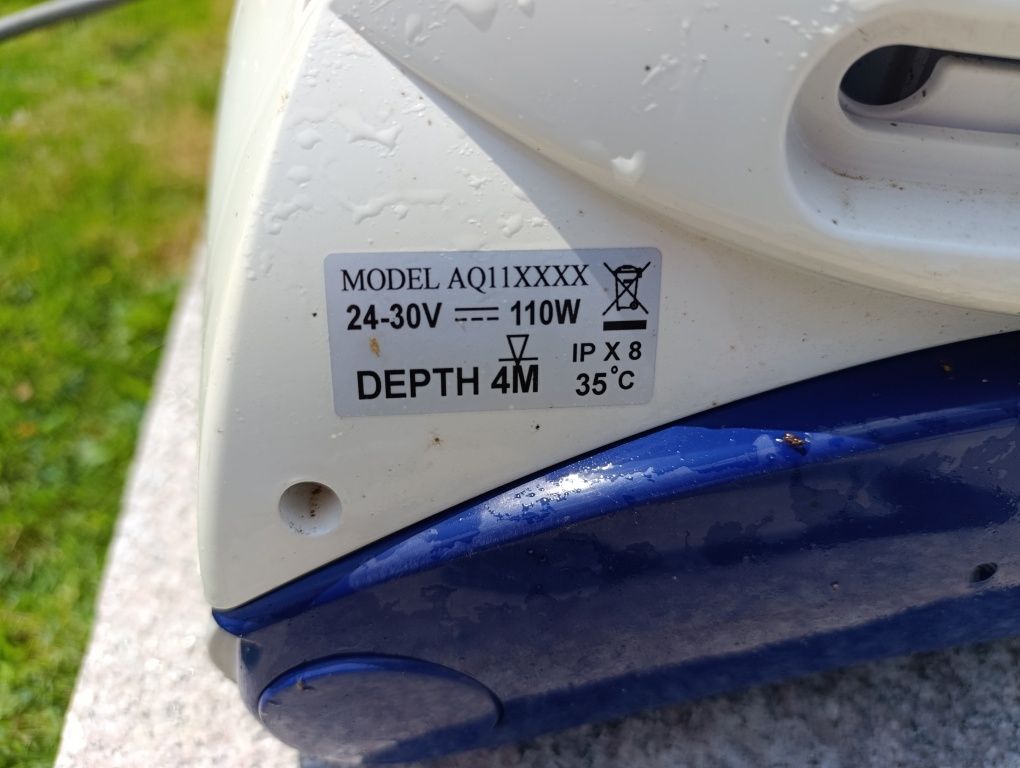 MODEL AQ11XXXX
24-30V 110W
IP X 8
DEPTH 4M 35°C